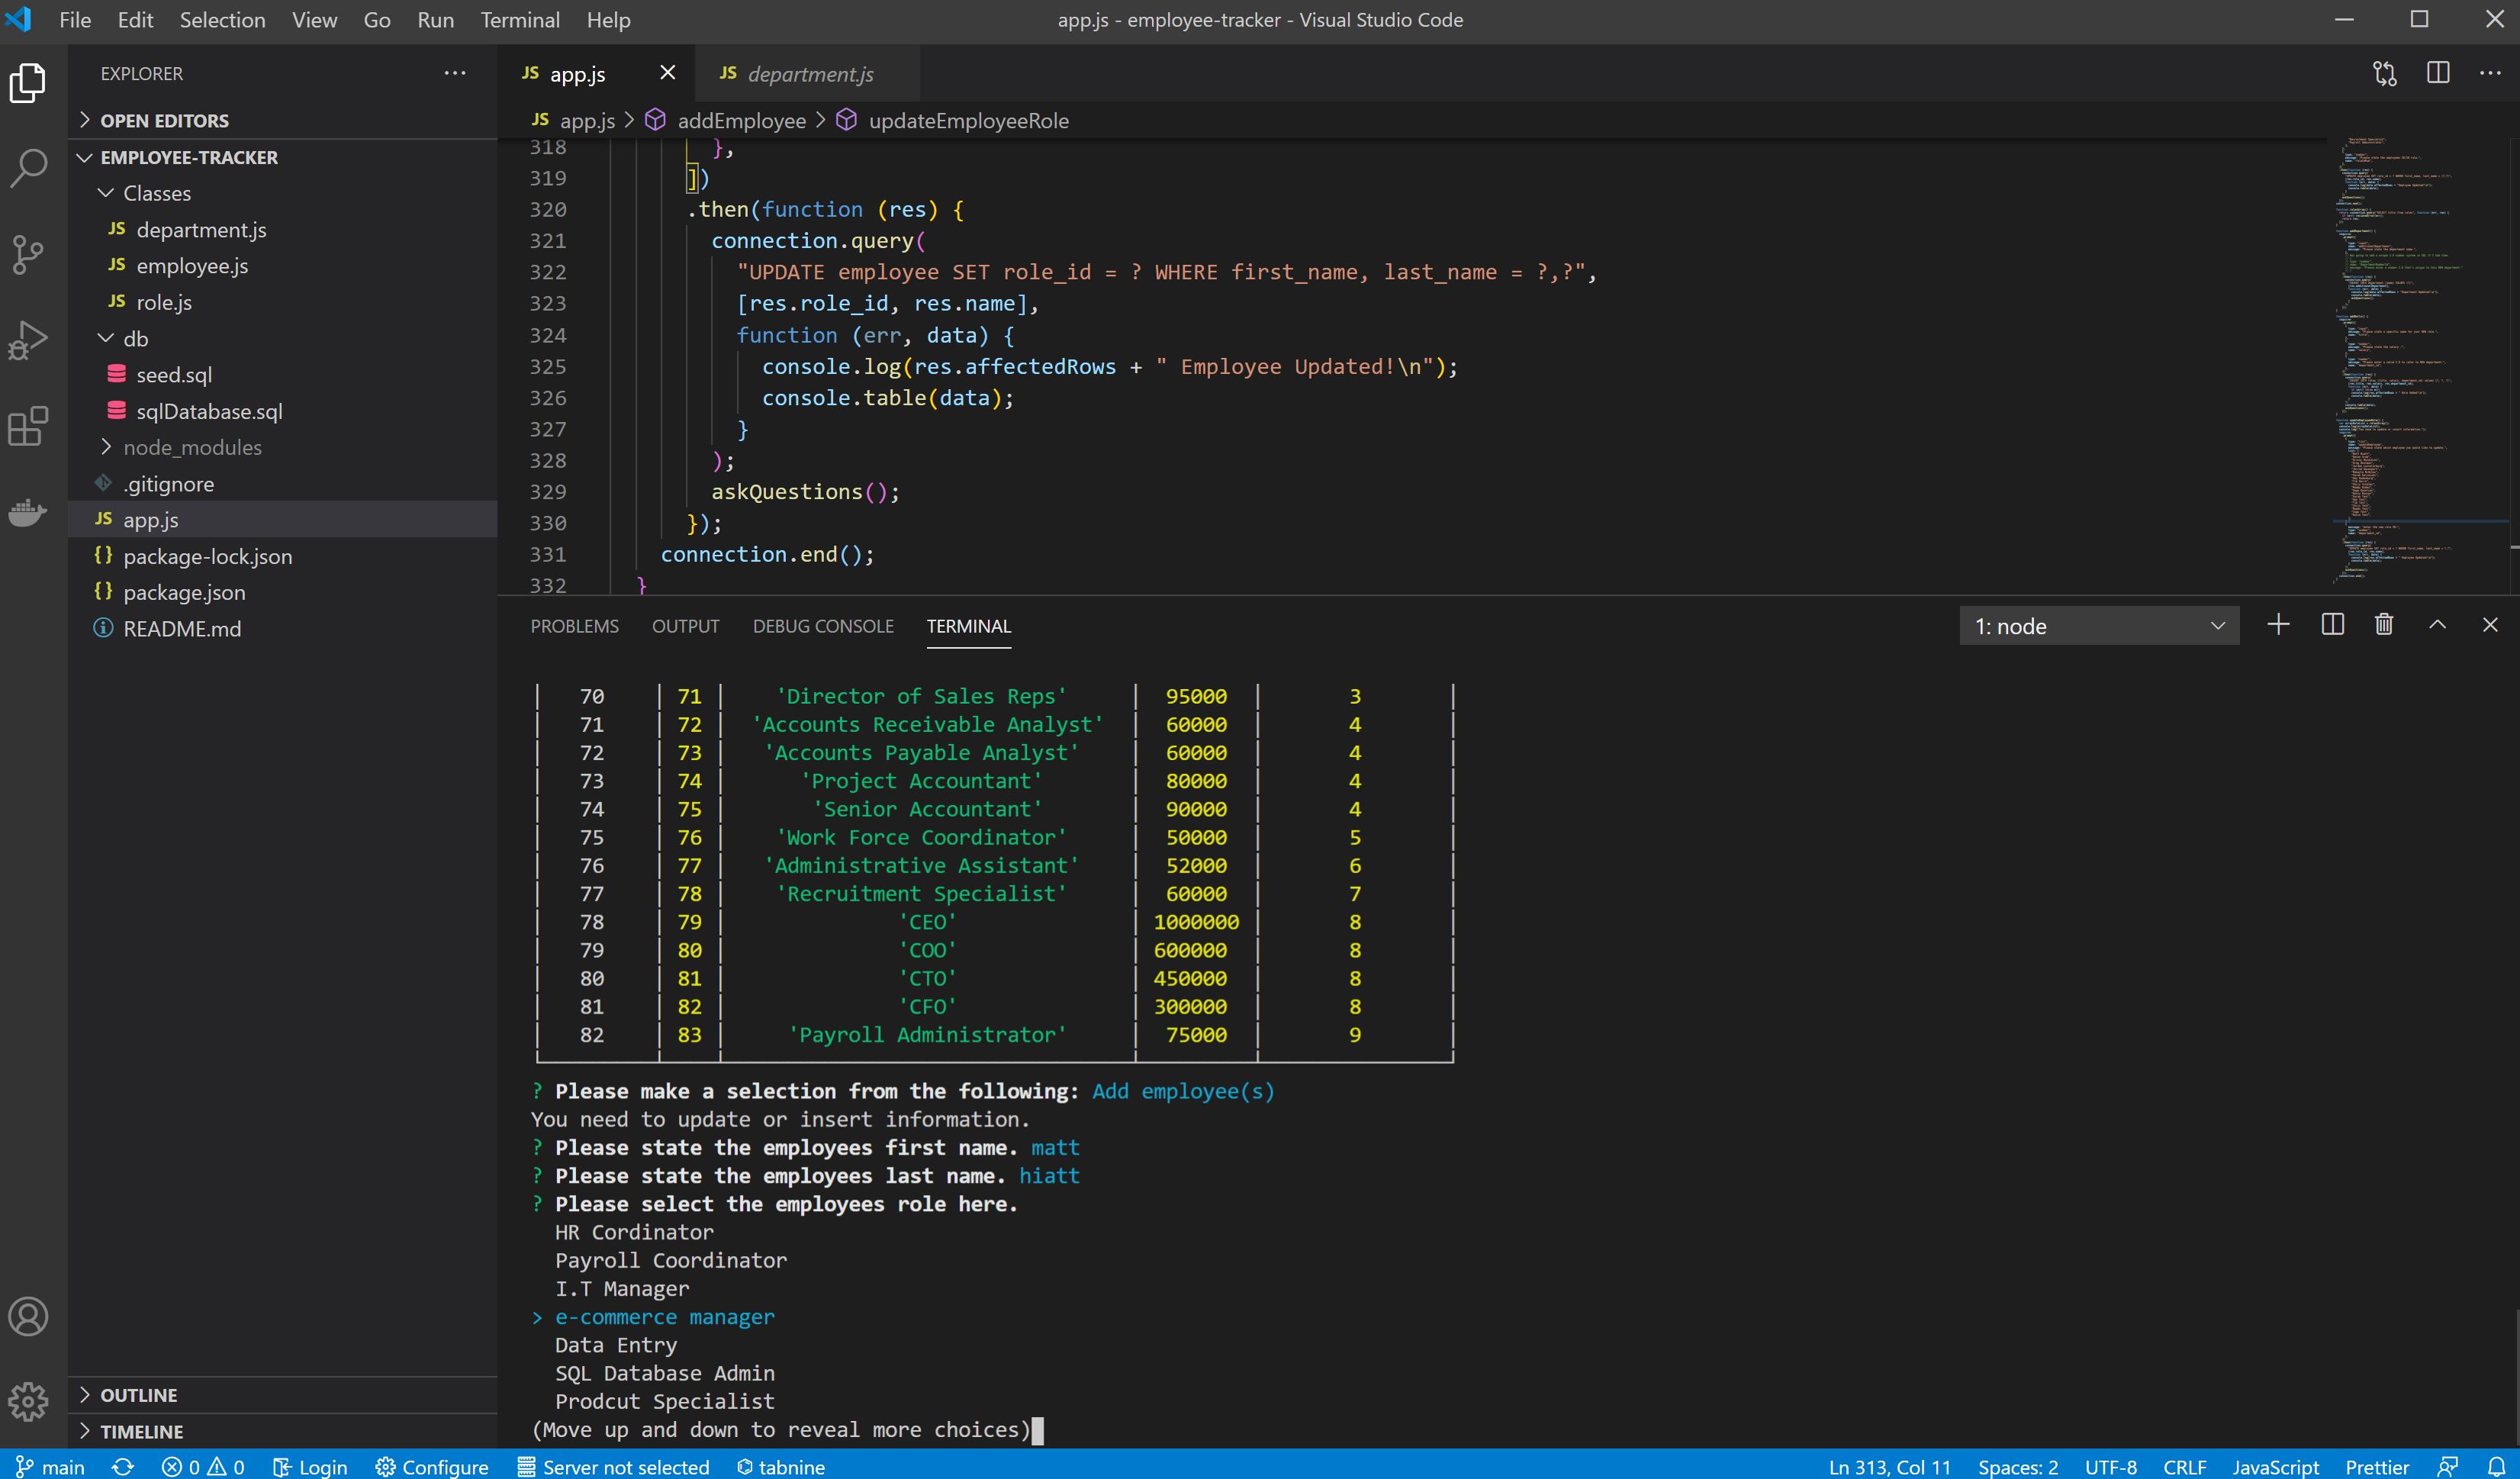 File Edit Selection View Go Run Terminal Help
app.js - employee-tracker - Visual Studio Code
EXPLORER
OPEN EDITORS
EMPLOYEE-TRACKER
Classes
JS department.js
JS employee.js
JS role.js
db
seed.sql
sqlDatabase.sql
node_modules
.gitignore
JS app.js
{} package-lock.json
{} package.json
README.md
OUTLINE
TIMELINE
JS app.js
JS department.js
JS app.js > addEmployee > updateEmployeeRole
318 },
319 ])
320 .then(function (res) {
321 connection.query(
322 "UPDATE employee SET role_id = ? WHERE first_name, last_name = ?,?",
323 [res.role_id, res.name],
324 function (err, data) {
325 console.log(res.affectedRows + " Employee Updated!\n");
326 console.table(data);
327 }
328 );
329 askQuestions();
330 });
331 connection.end();
332 }
PROBLEMS OUTPUT DEBUG CONSOLE TERMINAL
1: node
70 71 'Director of Sales Reps' 95000 3
71 72 'Accounts Receivable Analyst' 60000 4
72 73 'Accounts Payable Analyst' 60000 4
73 74 'Project Accountant' 80000 4
74 75 'Senior Accountant' 90000 4
75 76 'Work Force Coordinator' 50000 5
76 77 'Administrative Assistant' 52000 6
77 78 'Recruitment Specialist' 60000 7
78 79 'CEO' 1000000 8
79 80 'COO' 600000 8
80 81 'CTO' 450000 8
81 82 'CFO' 300000 8
82 83 'Payroll Administrator' 75000 9
? Please make a selection from the following: Add employee(s)
You need to update or insert information.
? Please state the employees first name. matt
? Please state the employees last name. hiatt
? Please select the employees role here.
HR Cordinator
Payroll Coordinator
I.T Manager
> e-commerce manager
Data Entry
SQL Database Admin
Prodcut Specialist
(Move up and down to reveal more choices)
main 0 0 Login Configure Server not selected tabnine
Ln 313, Col 11 Spaces: 2 UTF-8 CRLF JavaScript Prettier